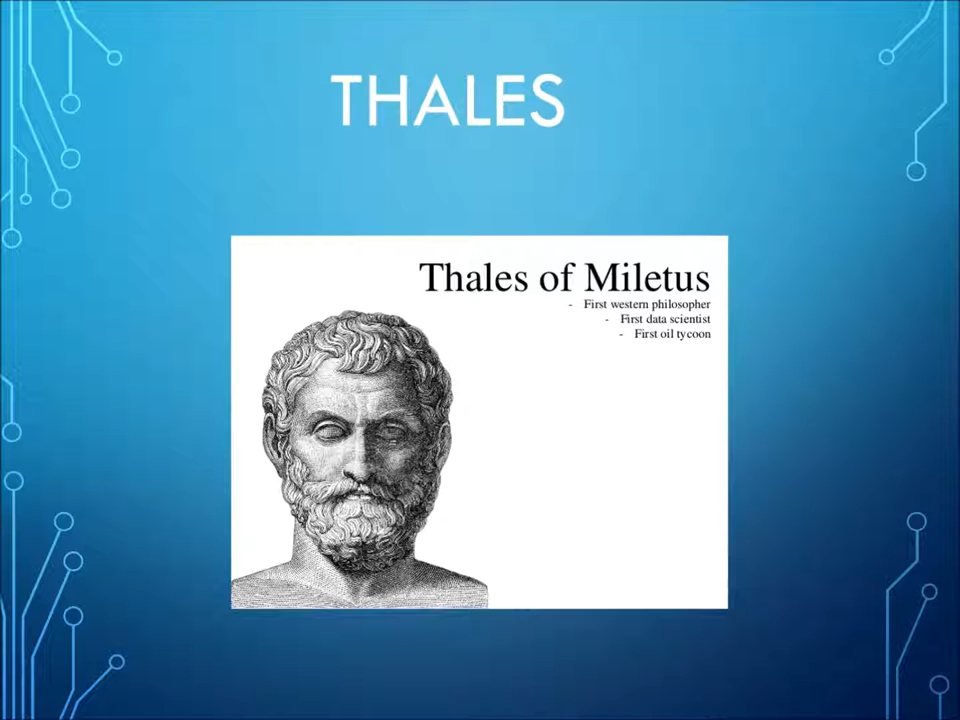 THALES
Thales of Miletus
- First western philosopher
- First data scientist
- First oil tycoon